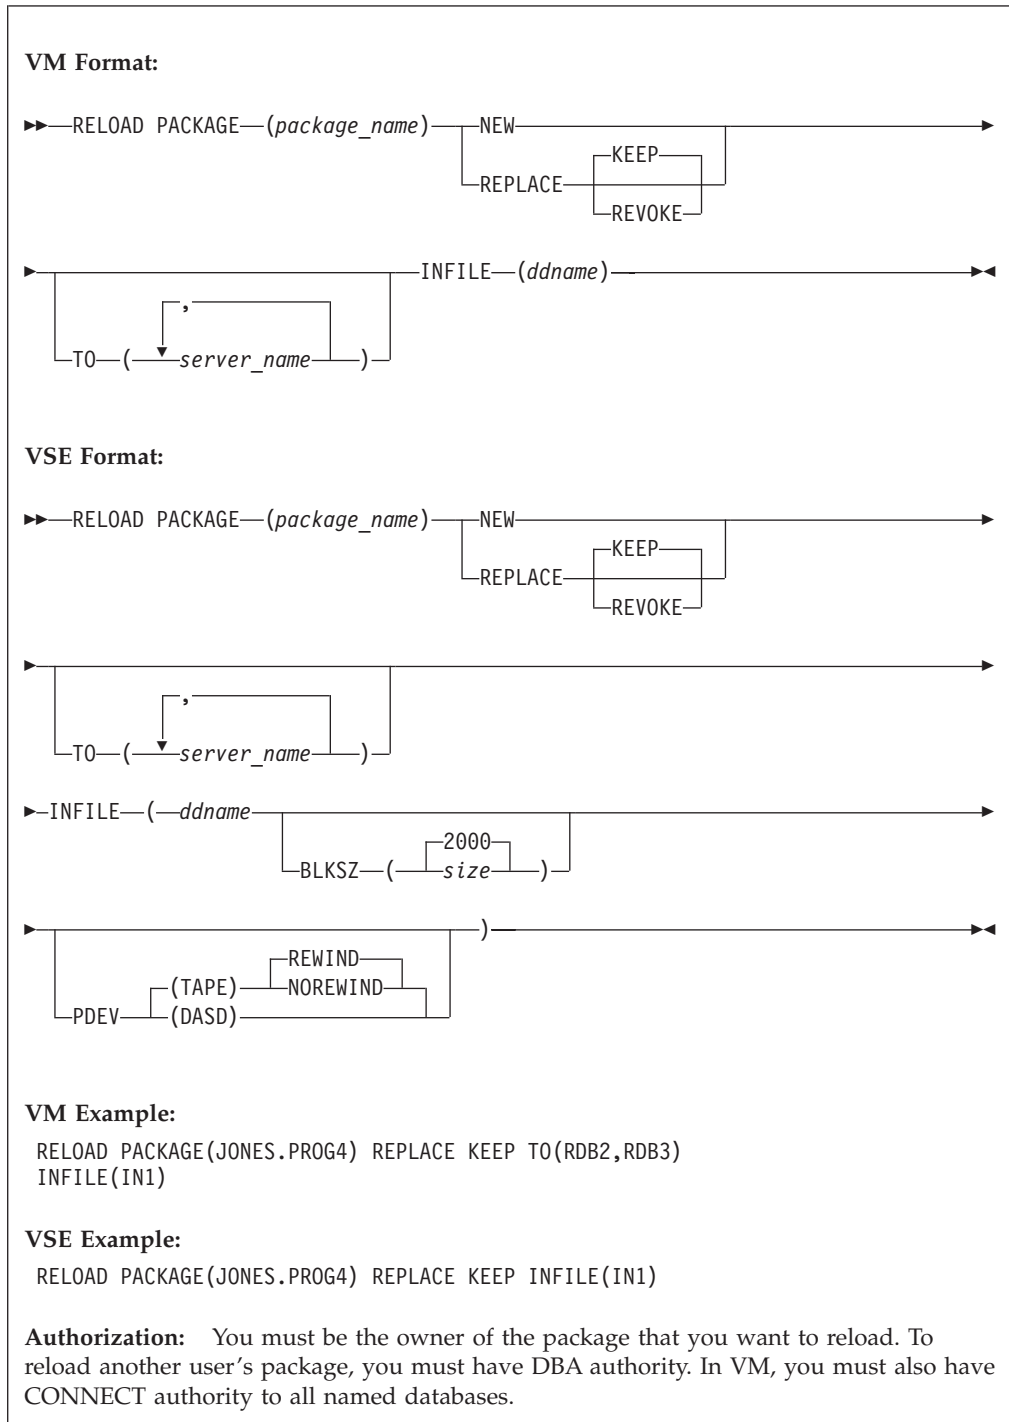 VM Format:
RELOAD PACKAGE (package_name) NEW
KEEP
REPLACE
REVOKE
INFILE (ddname)
,
TO ( server_name )
VSE Format:
RELOAD PACKAGE (package_name) NEW
KEEP
REPLACE
REVOKE
,
TO ( server_name )
INFILE ( ddname
2000
BLKSZ ( size )
)
REWIND
(TAPE) NOREWIND
PDEV (DASD)
VM Example:
RELOAD PACKAGE(JONES.PROG4) REPLACE KEEP TO(RDB2,RDB3)
INFILE(IN1)
VSE Example:
RELOAD PACKAGE(JONES.PROG4) REPLACE KEEP INFILE(IN1)
Authorization: You must be the owner of the package that you want to reload. To
reload another user's package, you must have DBA authority. In VM, you must also have
CONNECT authority to all named databases.